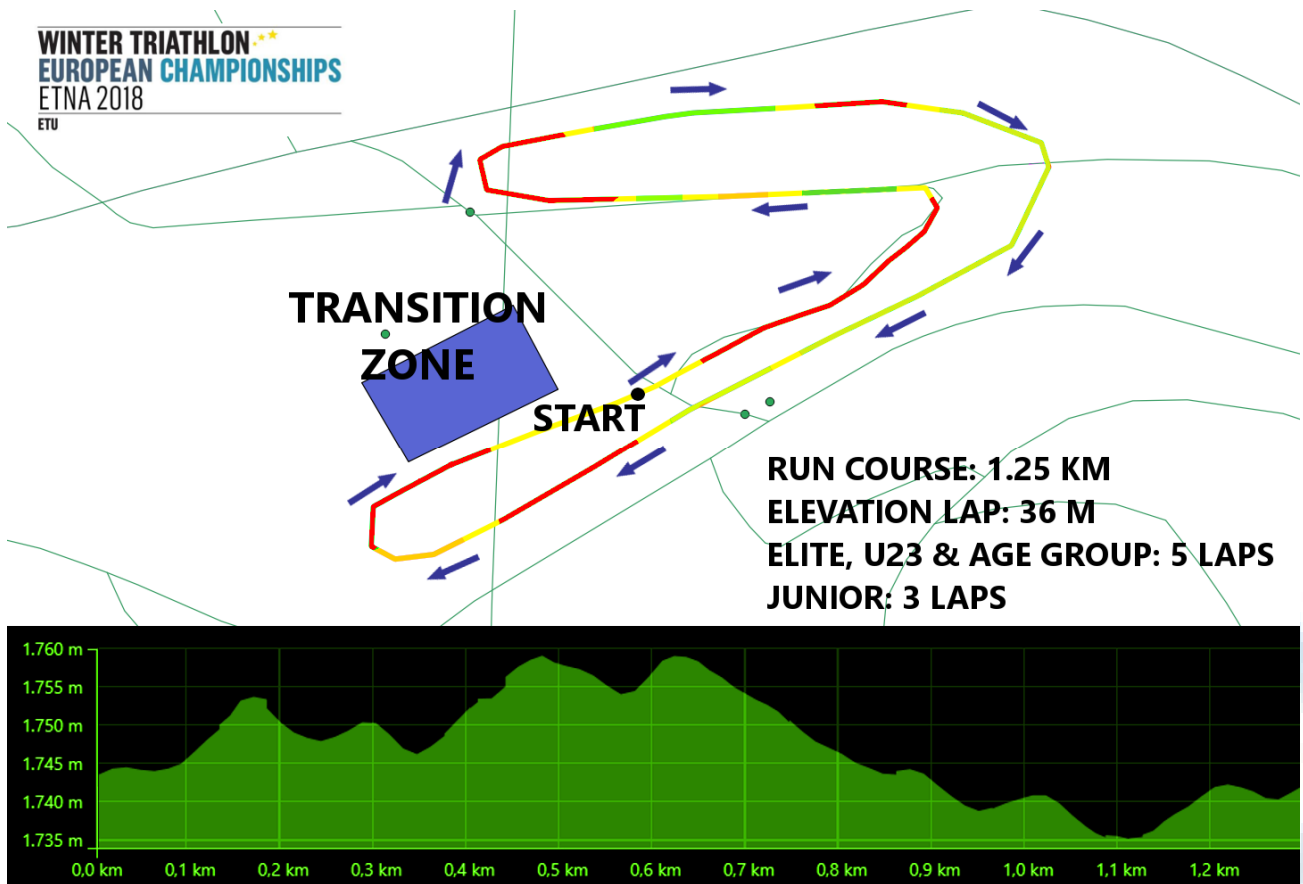 WINTER TRIATHLON
EUROPEAN CHAMPIONSHIPS
ETNA 2018
ETU
TRANSITION
ZONE
START
RUN COURSE: 1.25 KM
ELEVATION LAP: 36 M
ELITE, U23 & AGE GROUP: 5 LAPS
JUNIOR: 3 LAPS
1.760 m
1.755 m
1.750 m
1.745 m
1.740 m
1.735 m
0,0 km 0,1 km 0,2 km 0,3 km 0,4 km 0,5 km 0,6 km 0,7 km 0,8 km 0,9 km 1,0 km 1,1 km 1,2 km